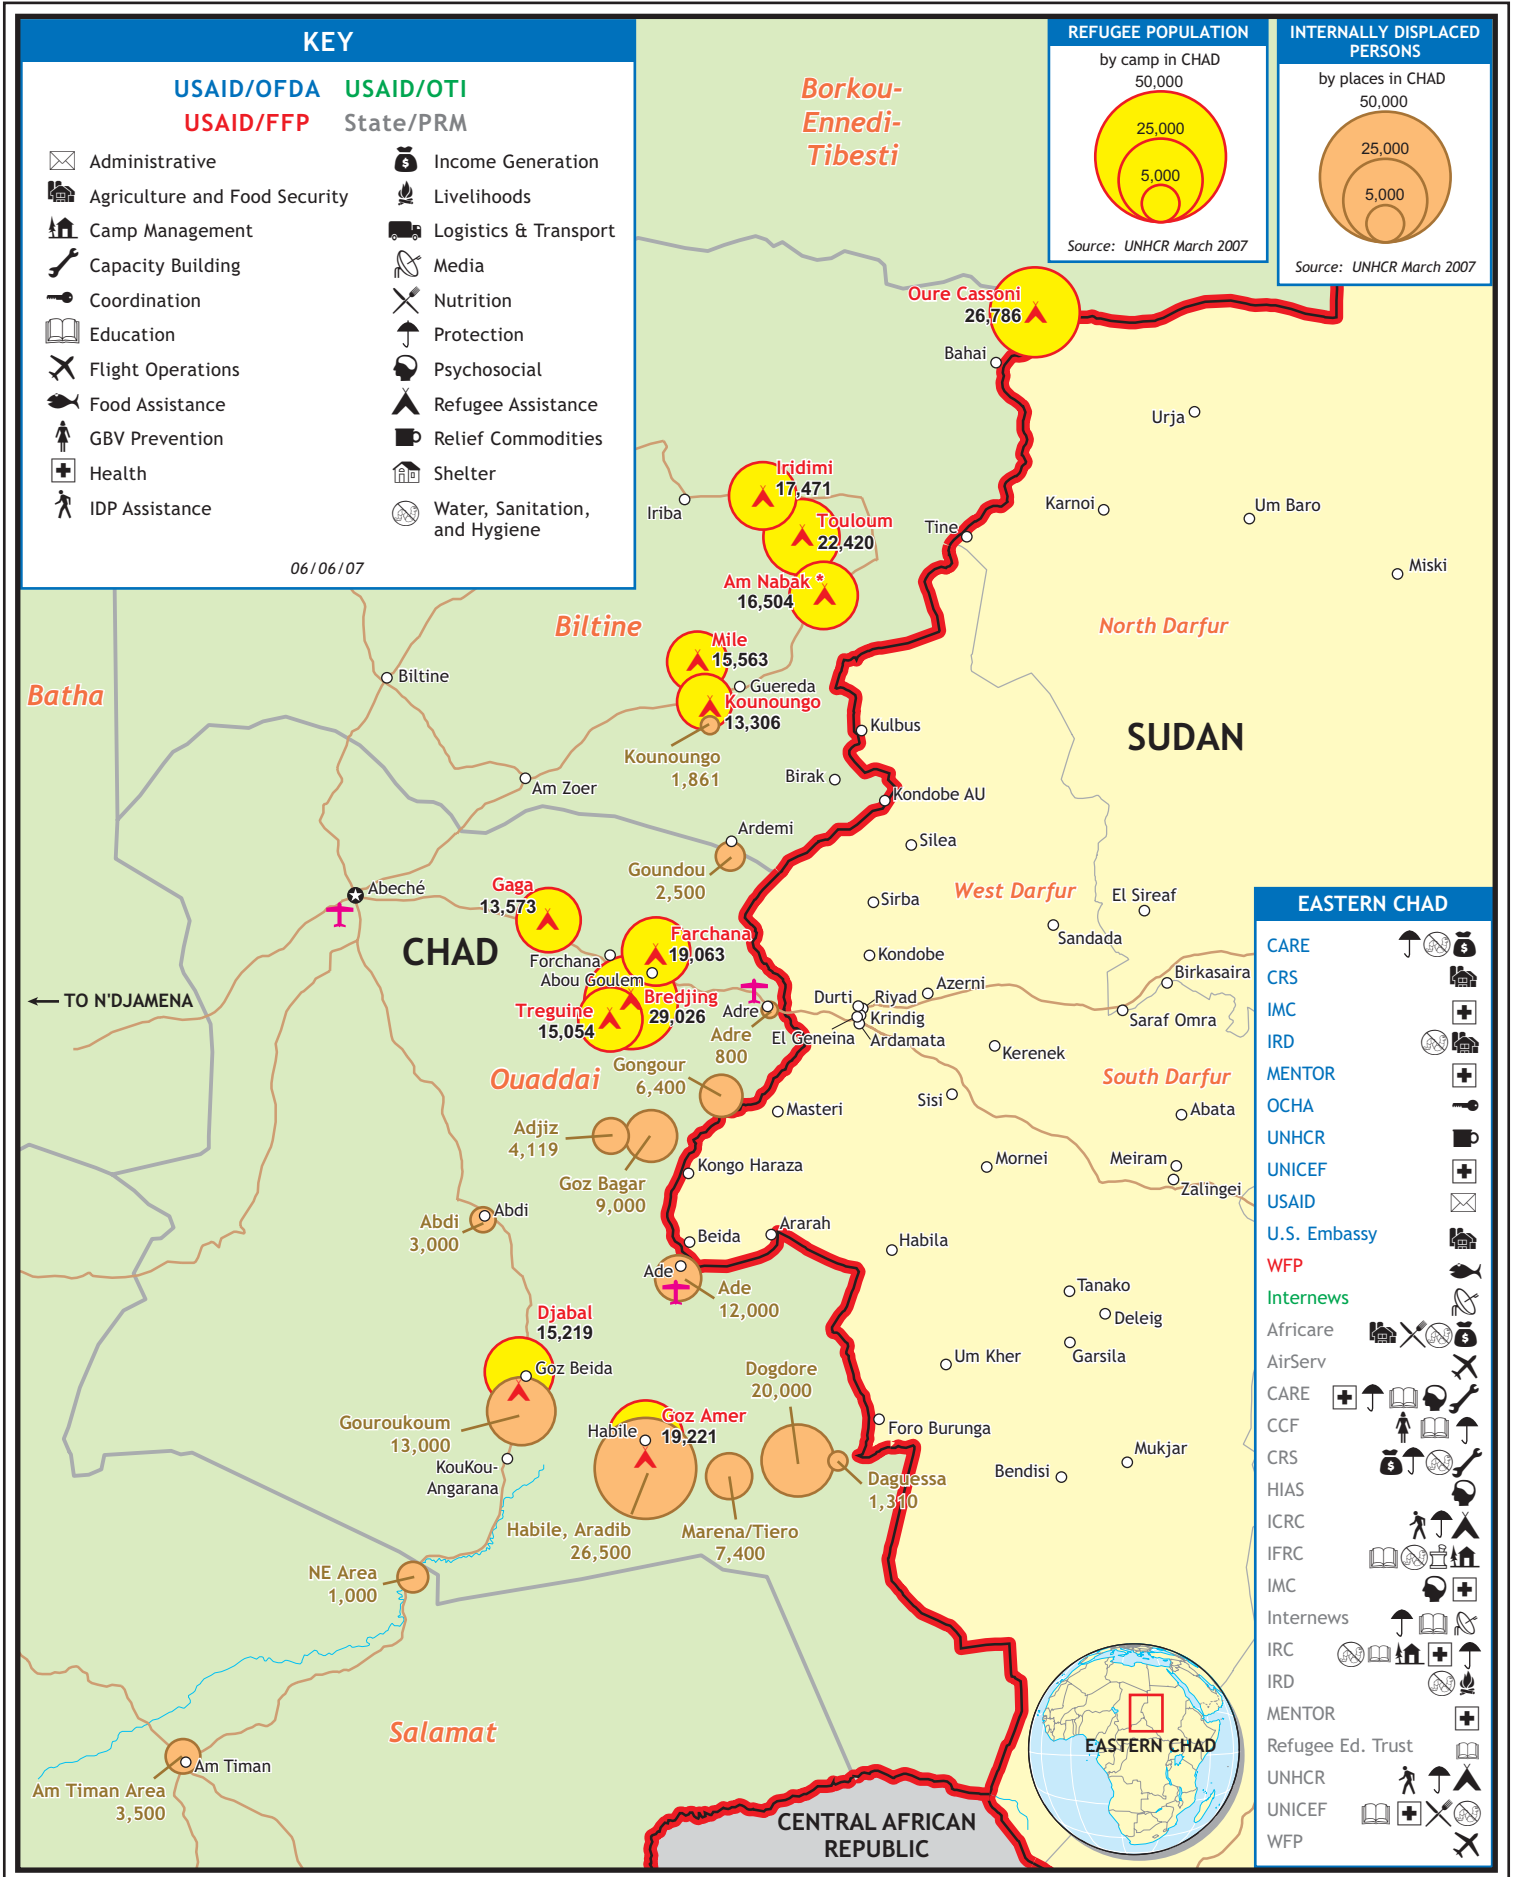 KEY
USAID/OFDA USAID/OTI
USAID/FFP State/PRM
Administrative
Agriculture and Food Security
Camp Management
Capacity Building
Coordination
Education
Flight Operations
Food Assistance
GBV Prevention
Health
IDP Assistance
Income Generation
Livelihoods
Logistics & Transport
Media
Nutrition
Protection
Psychosocial
Refugee Assistance
Relief Commodities
Shelter
Water, Sanitation,
and Hygiene
06/06/07
REFUGEE POPULATION
by camp in CHAD
50,000
25,000
5,000
Source: UNHCR March 2007
INTERNALLY DISPLACED
PERSONS
by places in CHAD
50,000
25,000
5,000
Source: UNHCR March 2007
Borkou-
Ennedi-
Tibesti
Oure Cassoni
26,786
Bahai
Urja
Iridimi
17,471
Iriba
Touloum
22,420
Tine
Karnoi
Um Baro
Miski
Am Nabak *
16,504
Biltine
North Darfur
Mile
15,563
Batha
Biltine
Guereda
Kounoungo
13,306
Kulbus
SUDAN
Kounoungo
1,861
Birak
Am Zoer
Kondobe AU
Ardemi
Silea
Goundou
2,500
Abeché
Gaga
13,573
Sirba
West Darfur
El Sireaf
Sandada
CHAD
Farchana
19,063
Forchana
Abou Goulem
Kondobe
Birkasaira
Azerni
TO N'DJAMENA
Treguine
15,054
Bredjing
29,026
Adre
Adre
800
Durti
Riyad
Krindig
El Geneina
Ardamata
Saraf Omra
Kerenek
Gongour
6,400
Ouaddai
South Darfur
Masteri
Sisi
Abata
Adjiz
4,119
Goz Bagar
9,000
Kongo Haraza
Mornei
Meiram
Zalingei
Abdi
Abdi
3,000
Beida
Ararah
Habila
Ade
Ade
12,000
Tanako
Deleig
Garsila
Um Kher
Djabal
15,219
Goz Beida
Gouroukoum
13,000
Dogdore
20,000
Goz Amer
19,221
Habile
Foro Burunga
KouKou-
Angarana
Bendisi
Mukjar
Daguessa
1,310
Habile, Aradib
26,500
Marena/Tiero
7,400
NE Area
1,000
Salamat
Am Timan
Am Timan Area
3,500
CENTRAL AFRICAN
REPUBLIC
EASTERN CHAD
EASTERN CHAD
CARE
CRS
IMC
IRD
MENTOR
OCHA
UNHCR
UNICEF
USAID
U.S. Embassy
WFP
Internews
Africare
AirServ
CARE
CCF
CRS
HIAS
ICRC
IFRC
IMC
Internews
IRC
IRD
MENTOR
Refugee Ed. Trust
UNHCR
UNICEF
WFP